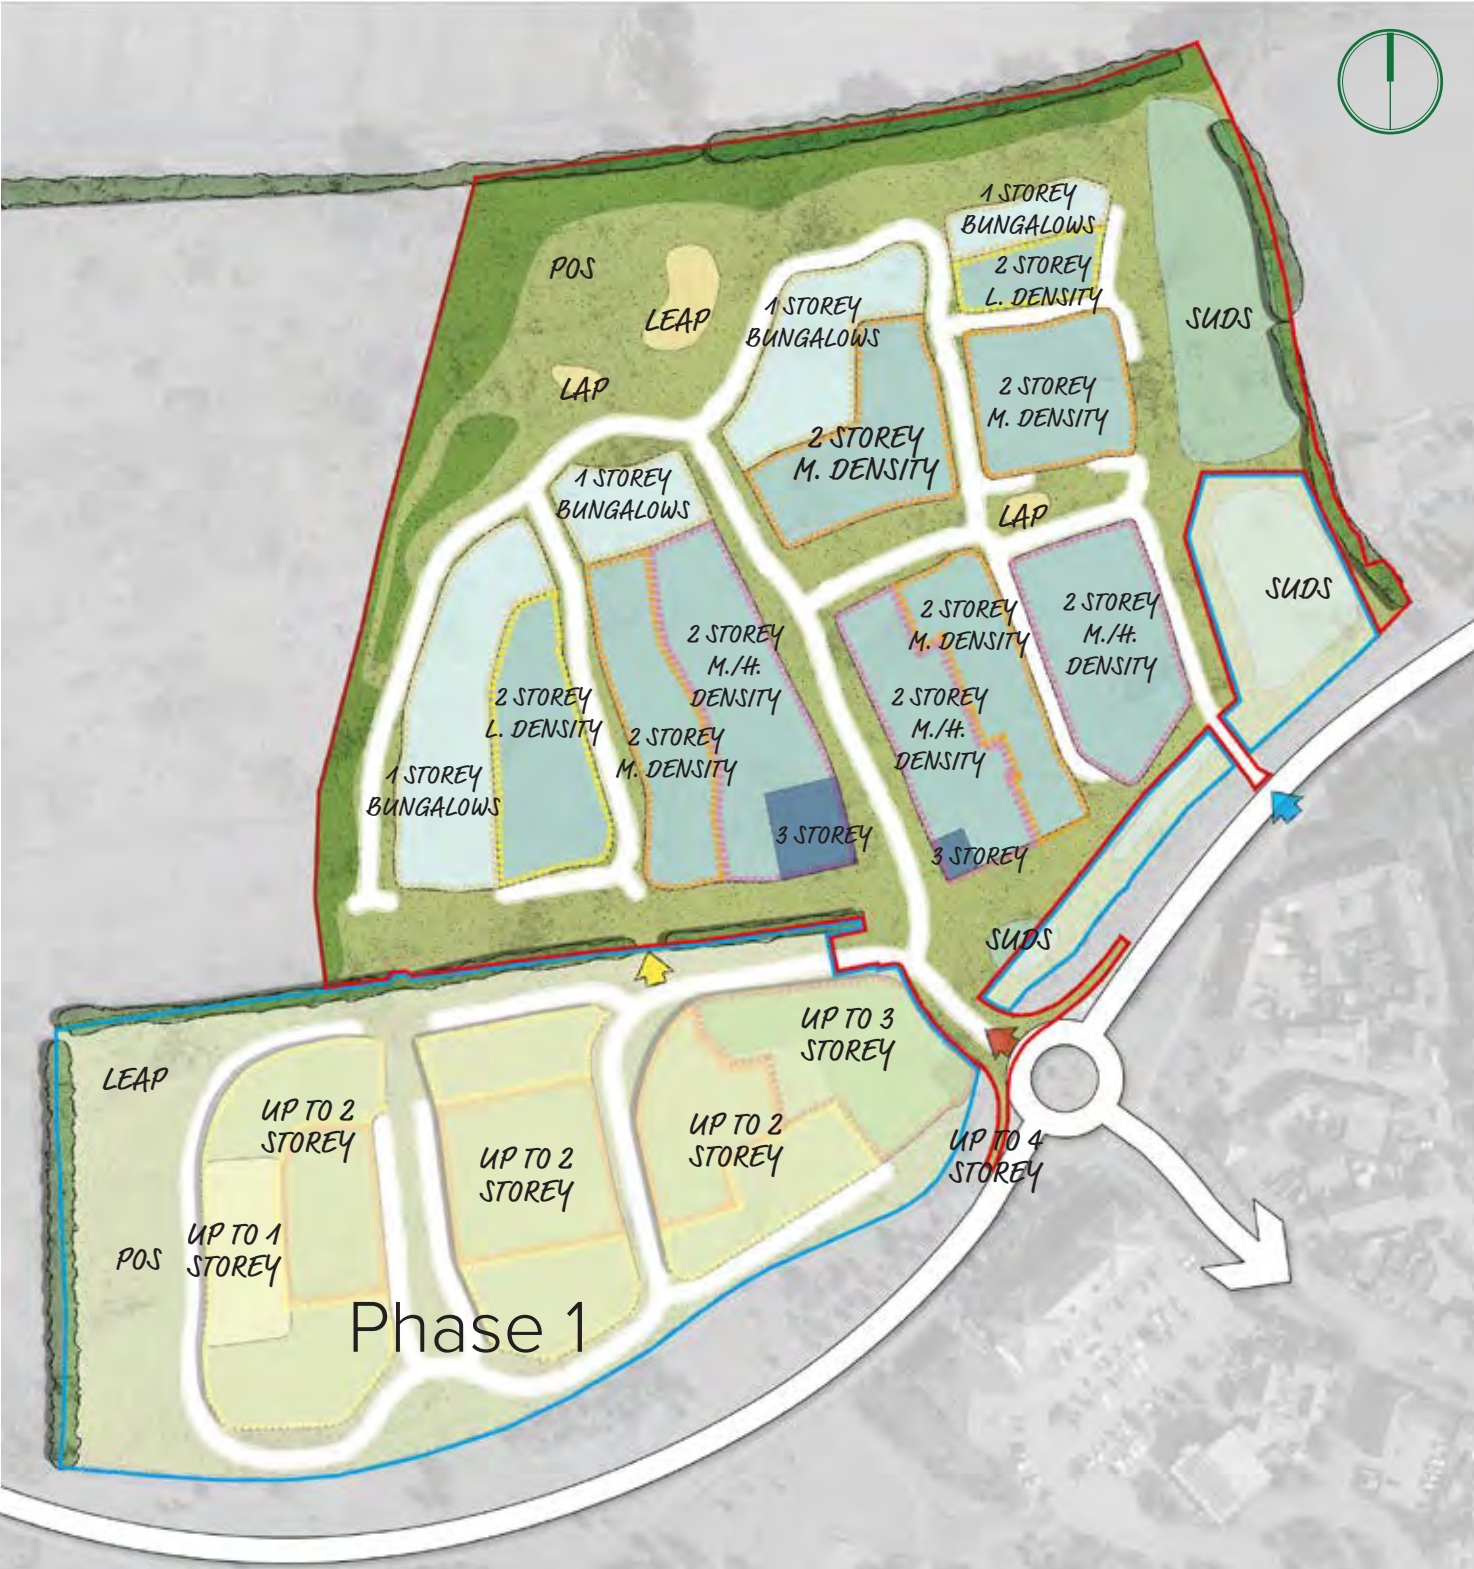 1 STOREY
BUNGALOWS
2 STOREY
L. DENSITY
POS
LEAP
1 STOREY
BUNGALOWS
SUDS
LAP
2 STOREY
M. DENSITY
2 STOREY
M. DENSITY
1 STOREY
BUNGALOWS
LAP
SUDS
2 STOREY
M./H.
DENSITY
2 STOREY
M. DENSITY
2 STOREY
M./H.
DENSITY
2 STOREY
L. DENSITY
2 STOREY
M. DENSITY
2 STOREY
M./H.
DENSITY
1 STOREY
BUNGALOWS
3 STOREY
3 STOREY
SUDS
UP TO 3
STOREY
LEAP
UP TO 2
STOREY
UP TO 2
STOREY
UP TO 2
STOREY
UP TO 4
STOREY
POS
UP TO 1
STOREY
Phase 1